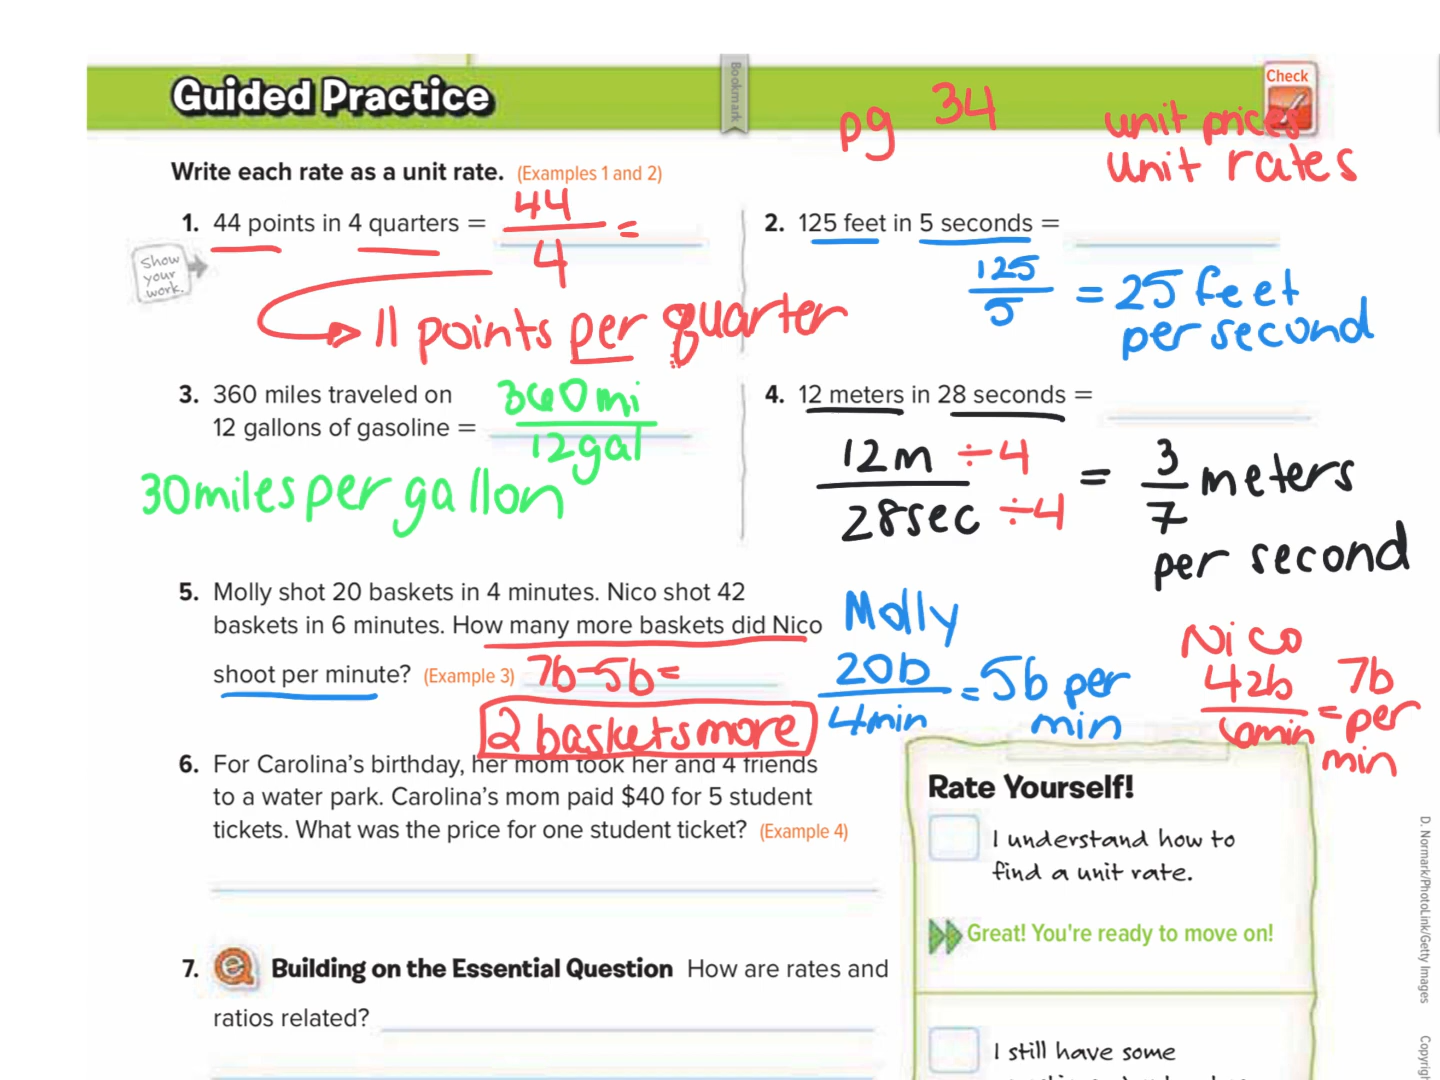 Guided Practice
Bookmark
Check
pg 34
unit prices
unit rates
Write each rate as a unit rate. (Examples 1 and 2)
1. 44 points in 4 quarters = 44 / 4 =
Show your work.
11 points per quarter
2. 125 feet in 5 seconds =
125 / 5 = 25 feet
per second
3. 360 miles traveled on
12 gallons of gasoline =
360mi / 12gal
30 miles per gallon
4. 12 meters in 28 seconds =
12m ÷4 / 28sec ÷4 = 3/7 meters
per second
5. Molly shot 20 baskets in 4 minutes. Nico shot 42
baskets in 6 minutes. How many more baskets did Nico
shoot per minute? (Example 3) 7b-5b=
2 baskets more
Molly
20b / 4min = 5b per
min
Nico
42b / 6min = 7b
per
min
6. For Carolina's birthday, her mom took her and 4 friends
to a water park. Carolina's mom paid $40 for 5 student
tickets. What was the price for one student ticket? (Example 4)
7. Building on the Essential Question How are rates and
ratios related?
Rate Yourself!
I understand how to
find a unit rate.
Great! You're ready to move on!
I still have some
D. Normark/PhotoLink/Getty Images